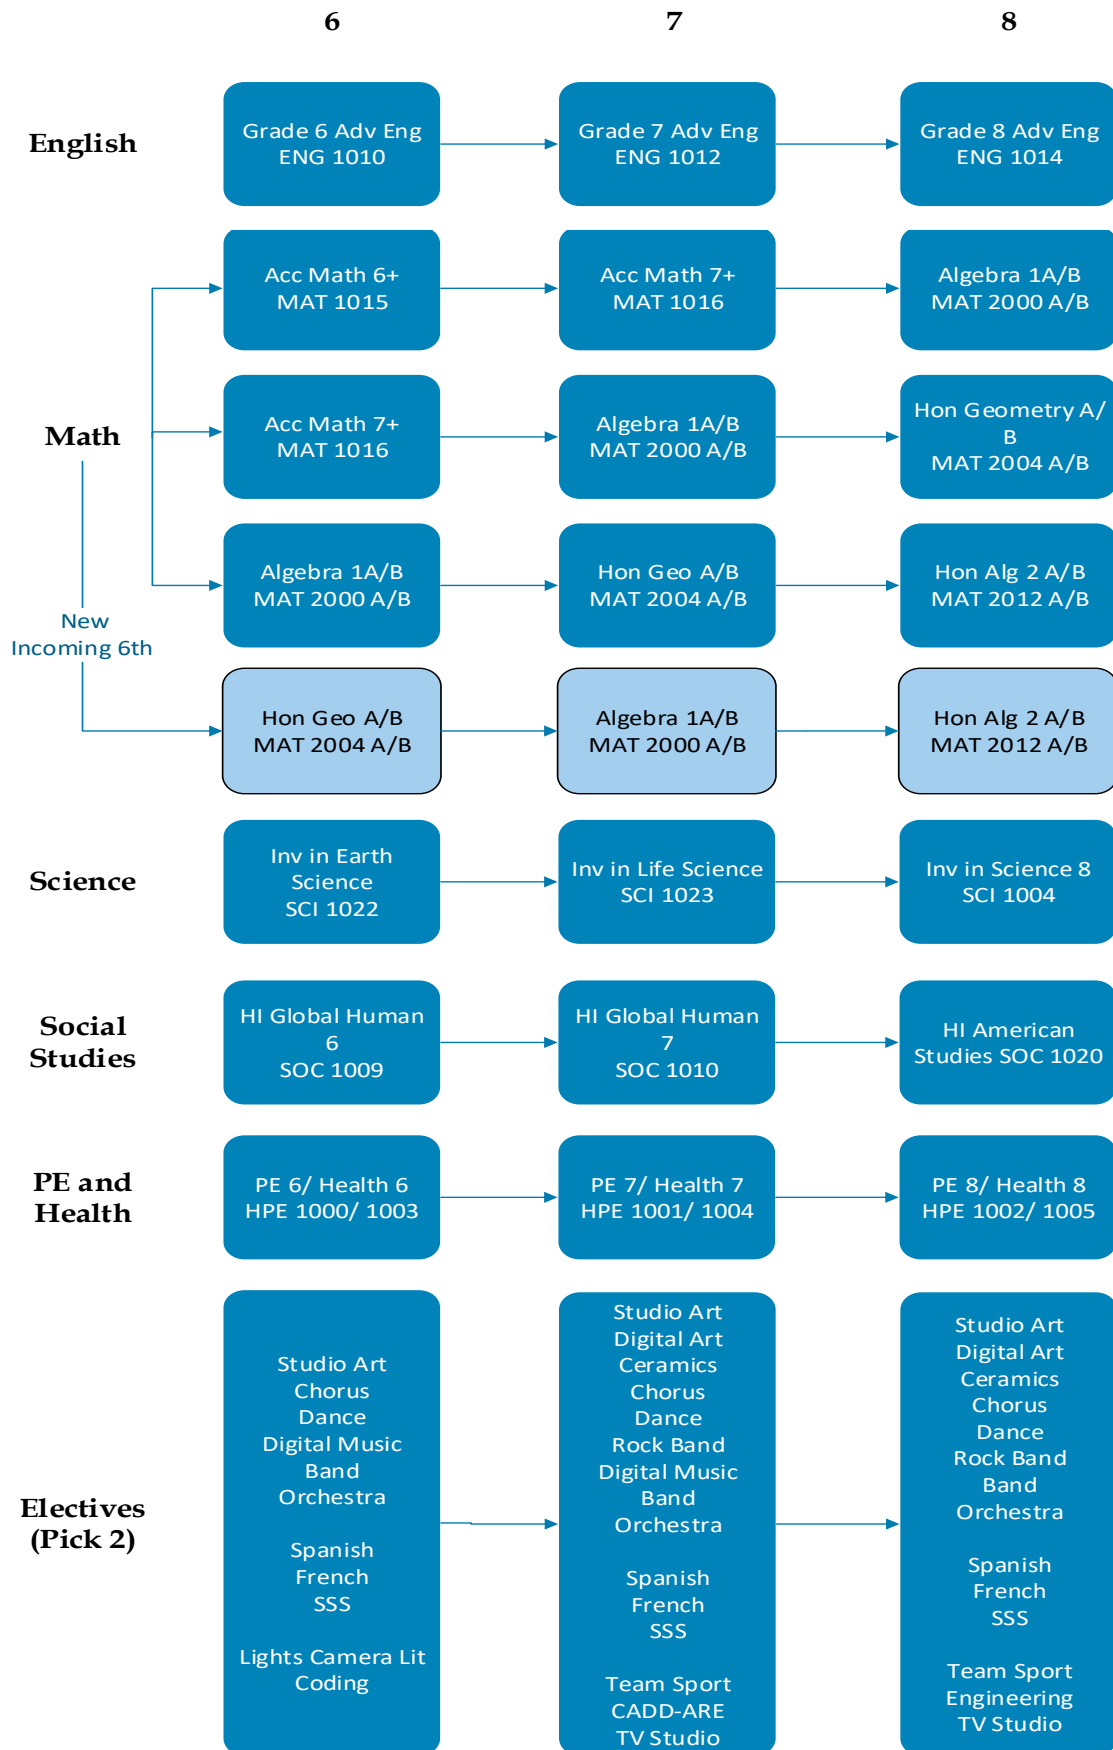 6 7 8
English
Grade 6 Adv Eng
ENG 1010
Grade 7 Adv Eng
ENG 1012
Grade 8 Adv Eng
ENG 1014
Math
New
Incoming 6th
Acc Math 6+
MAT 1015
Acc Math 7+
MAT 1016
Algebra 1A/B
MAT 2000 A/B
Acc Math 7+
MAT 1016
Algebra 1A/B
MAT 2000 A/B
Hon Geometry A/
B
MAT 2004 A/B
Algebra 1A/B
MAT 2000 A/B
Hon Geo A/B
MAT 2004 A/B
Hon Alg 2 A/B
MAT 2012 A/B
Hon Geo A/B
MAT 2004 A/B
Algebra 1A/B
MAT 2000 A/B
Hon Alg 2 A/B
MAT 2012 A/B
Science
Inv in Earth
Science
SCI 1022
Inv in Life Science
SCI 1023
Inv in Science 8
SCI 1004
Social
Studies
HI Global Human
6
SOC 1009
HI Global Human
7
SOC 1010
HI American
Studies SOC 1020
PE and
Health
PE 6/ Health 6
HPE 1000/ 1003
PE 7/ Health 7
HPE 1001/ 1004
PE 8/ Health 8
HPE 1002/ 1005
Electives
(Pick 2)
Studio Art
Chorus
Dance
Digital Music
Band
Orchestra
Spanish
French
SSS
Lights Camera Lit
Coding
Studio Art
Digital Art
Ceramics
Chorus
Dance
Rock Band
Digital Music
Band
Orchestra
Spanish
French
SSS
Team Sport
CADD-ARE
TV Studio
Studio Art
Digital Art
Ceramics
Chorus
Dance
Rock Band
Band
Orchestra
Spanish
French
SSS
Team Sport
Engineering
TV Studio